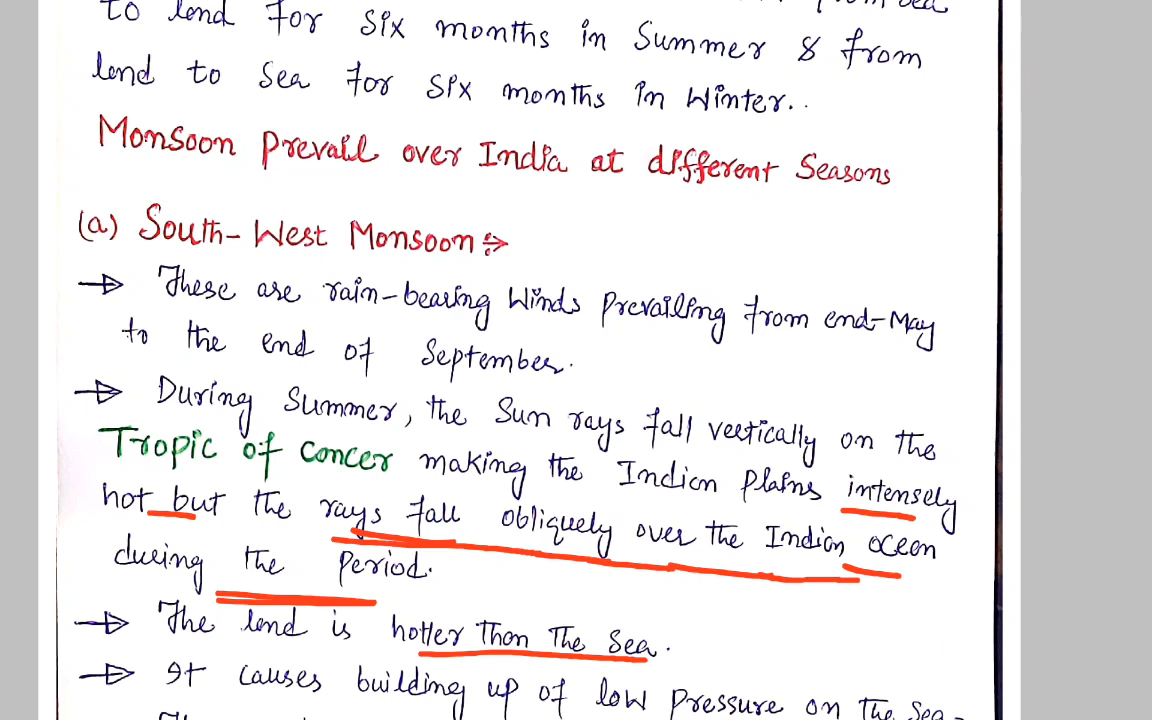 to land for six months in Summer & from
land to Sea for six months in Winter..
Monsoon Prevail over India at different Seasons
(a) South-West Monsoon ⇒
→ These are rain-bearing Winds Prevailing from end-May
to the end of September.
→ During Summer, the Sun rays fall vertically on the
Tropic of Cancer making the Indian Plains intensely
hot but the rays fall obliquely over the Indian ocean
during the Period.
→ The land is hotter than The Sea.
→ It causes building up of low Pressure on The Sea-